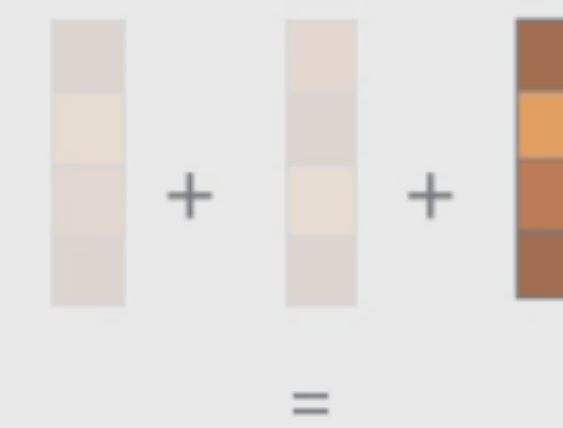 + +
=